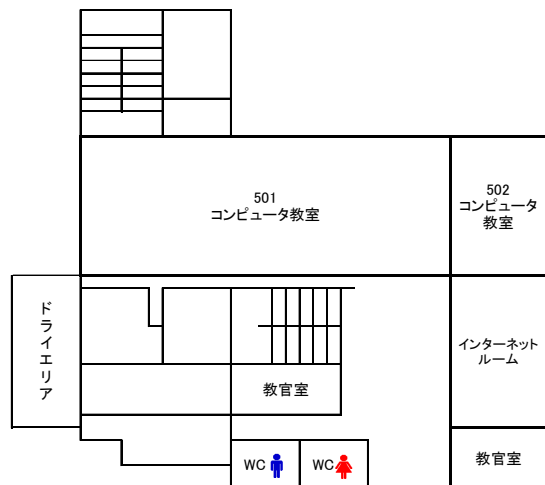 501
コンピュータ教室
502
コンピュータ
教室
ドライエリア
インターネット
ルーム
教官室
教官室
WC
WC